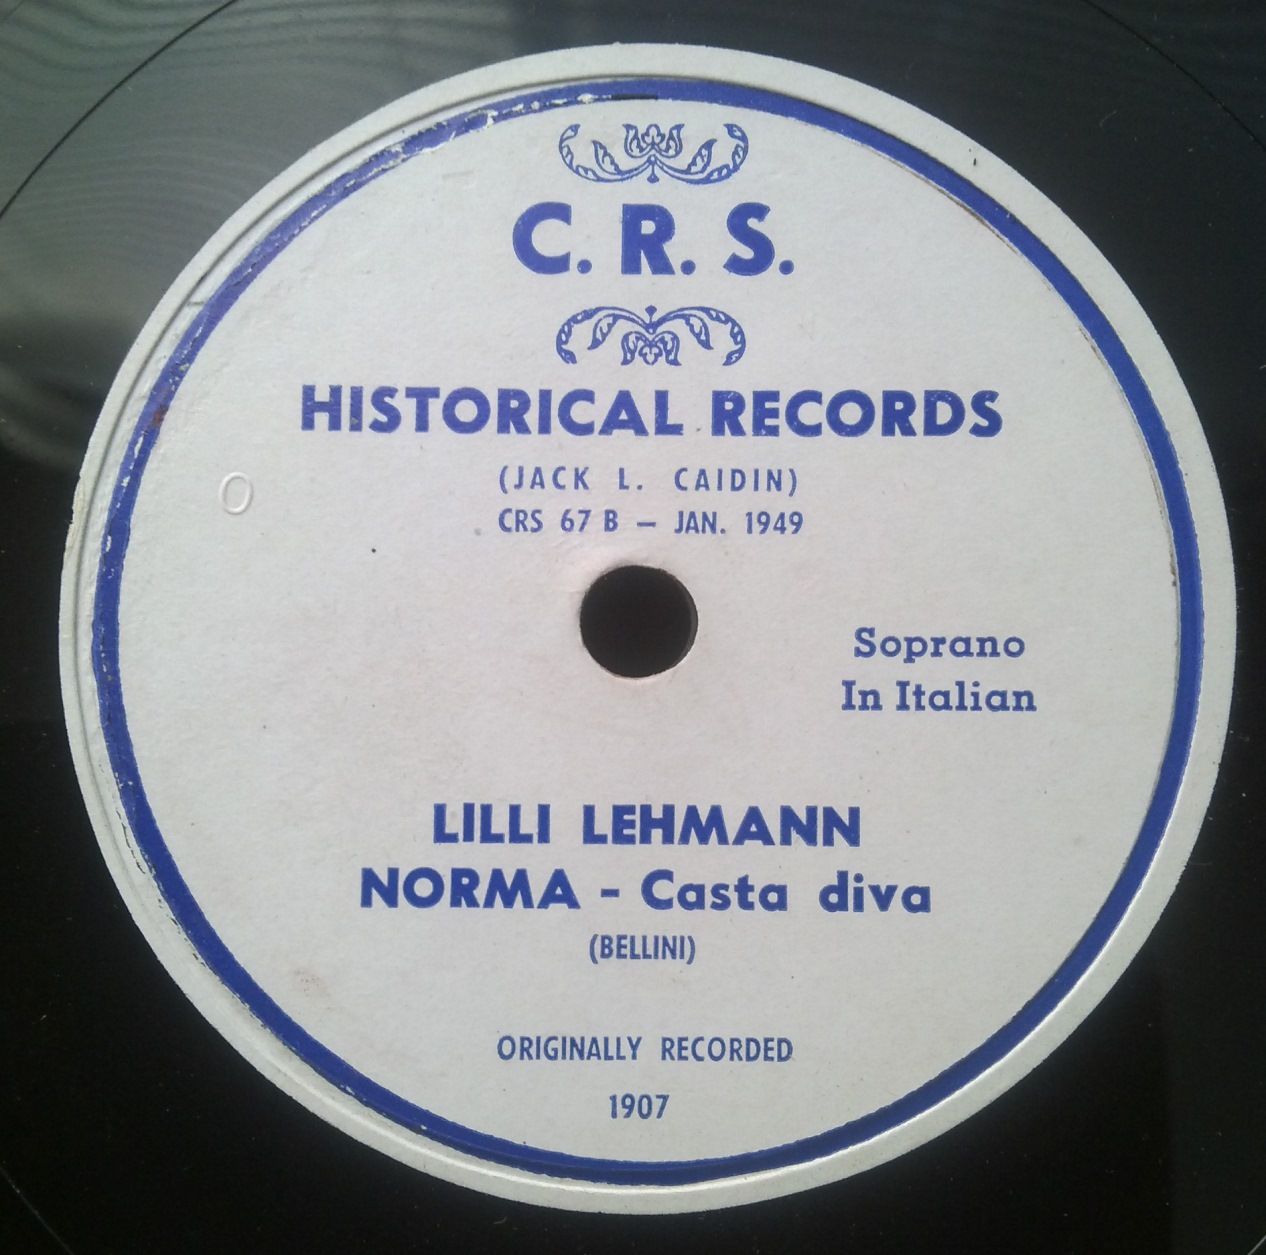 C. R. S.
HISTORICAL RECORDS
(JACK L. CAIDIN)
CRS 67 B — JAN. 1949
O
Soprano
In Italian
LILLI LEHMANN
NORMA - Casta diva
(BELLINI)
ORIGINALLY RECORDED
1907